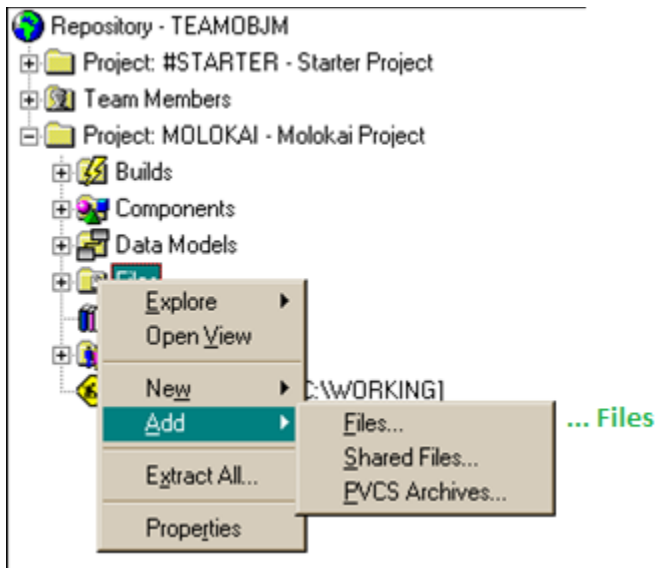 Repository - TEAMOBJM
Project: #STARTER - Starter Project
Team Members
Project: MOLOKAI - Molokai Project
Builds
Components
Data Models
Files
Explore
Open View
New
C:\WORKING]
Add
Files...
... Files
Shared Files...
Extract All...
PVCS Archives...
Properties